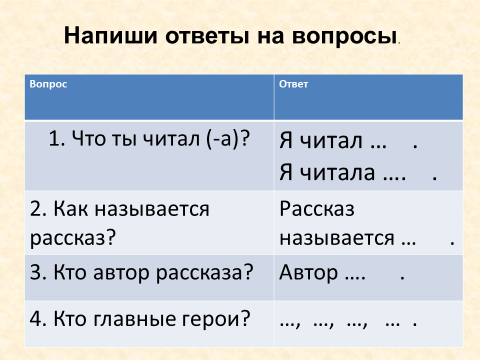 Напиши ответы на вопросы.
Вопрос Ответ
1. Что ты читал (-а)? Я читал … .
Я читала …. .
2. Как называется Рассказ
рассказ? называется … .
3. Кто автор рассказа? Автор …. .
4. Кто главные герои? …, …, …, … .